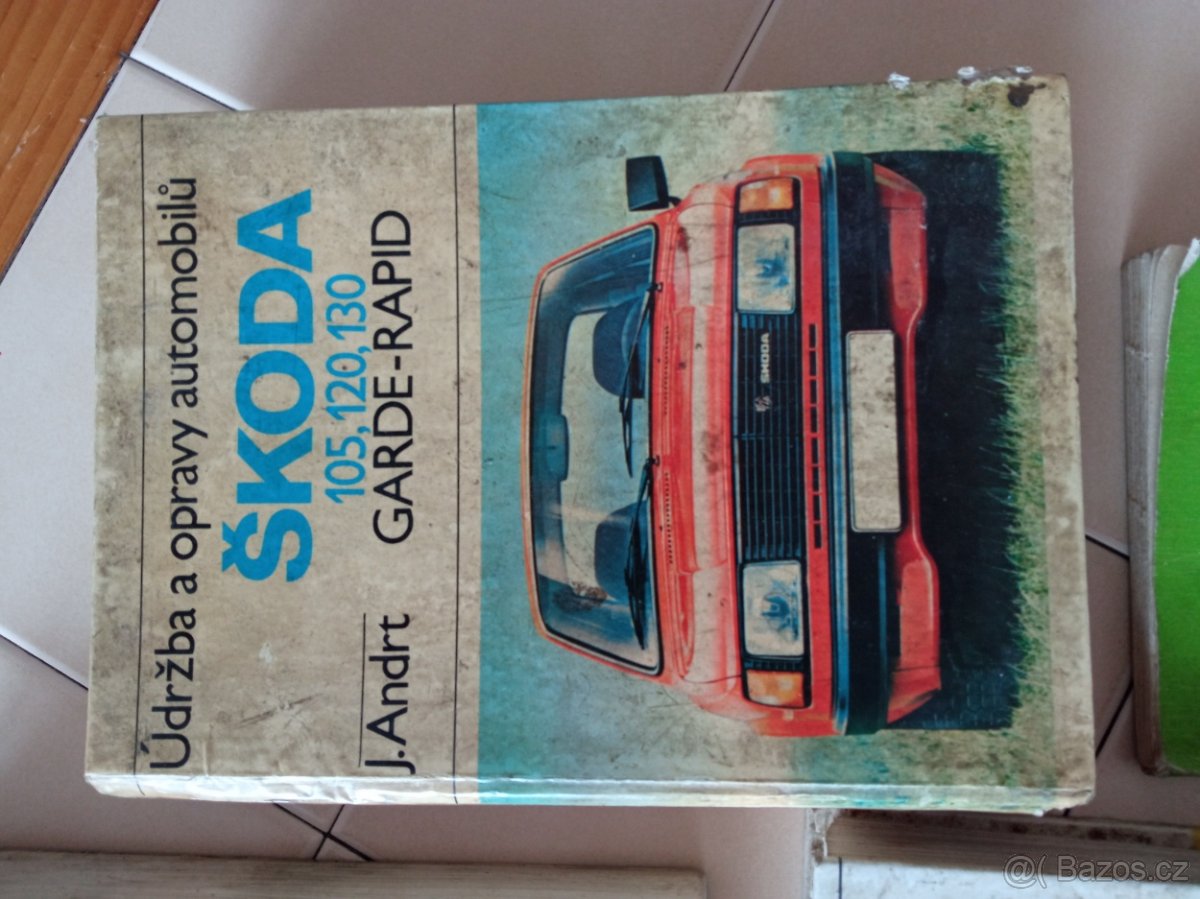 Údržba a opravy automobilů
ŠKODA
105, 120, 130
J. Andrt GARDE-RAPID
ŠKODA
@( Bazos.cz